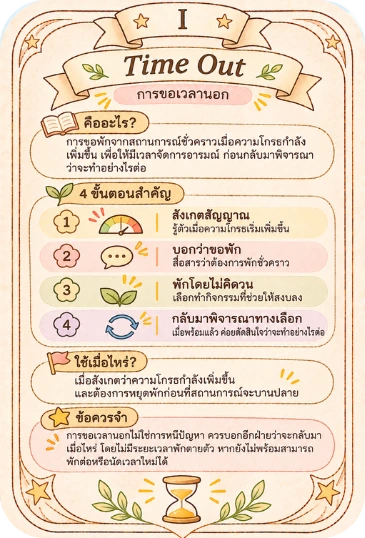 I
Time Out
การขอเวลานอก
คืออะไร?
การขอพักจากสถานการณ์ชั่วคราวเมื่อความโกรธกำลัง
เพิ่มขึ้น เพื่อให้มีเวลาจัดการอารมณ์ ก่อนกลับมาพิจารณา
ว่าจะทำอย่างไรต่อ
4 ขั้นตอนสำคัญ
1
สังเกตสัญญาณ
รู้ตัวเมื่อความโกรธเริ่มเพิ่มขึ้น
2
บอกว่าขอพัก
สื่อสารว่าต้องการพักชั่วคราว
3
พักโดยไม่คิดวน
เลือกทำกิจกรรมที่ช่วยให้สงบลง
4
กลับมาพิจารณาทางเลือก
เมื่อพร้อมแล้ว ค่อยตัดสินใจว่าจะทำอย่างไรต่อ
ใช้เมื่อไหร่?
เมื่อสังเกตว่าความโกรธกำลังเพิ่มขึ้น
และต้องการหยุดพักก่อนที่สถานการณ์จะบานปลาย
ข้อควรจำ
การขอเวลานอกไม่ใช่การหนีปัญหา ควรบอกอีกฝ่ายว่าจะกลับมา
เมื่อไหร่ โดยไม่มีระยะเวลาพักตายตัว หากยังไม่พร้อมสามารถ
พักต่อหรือนัดเวลาใหม่ได้